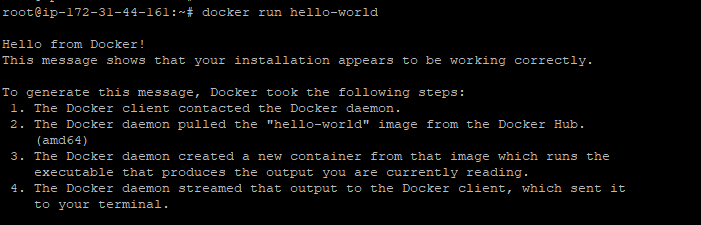 root@ip-172-31-44-161:~# docker run hello-world
Hello from Docker!
This message shows that your installation appears to be working correctly.
To generate this message, Docker took the following steps:
1. The Docker client contacted the Docker daemon.
2. The Docker daemon pulled the "hello-world" image from the Docker Hub.
(amd64)
3. The Docker daemon created a new container from that image which runs the
executable that produces the output you are currently reading.
4. The Docker daemon streamed that output to the Docker client, which sent it
to your terminal.